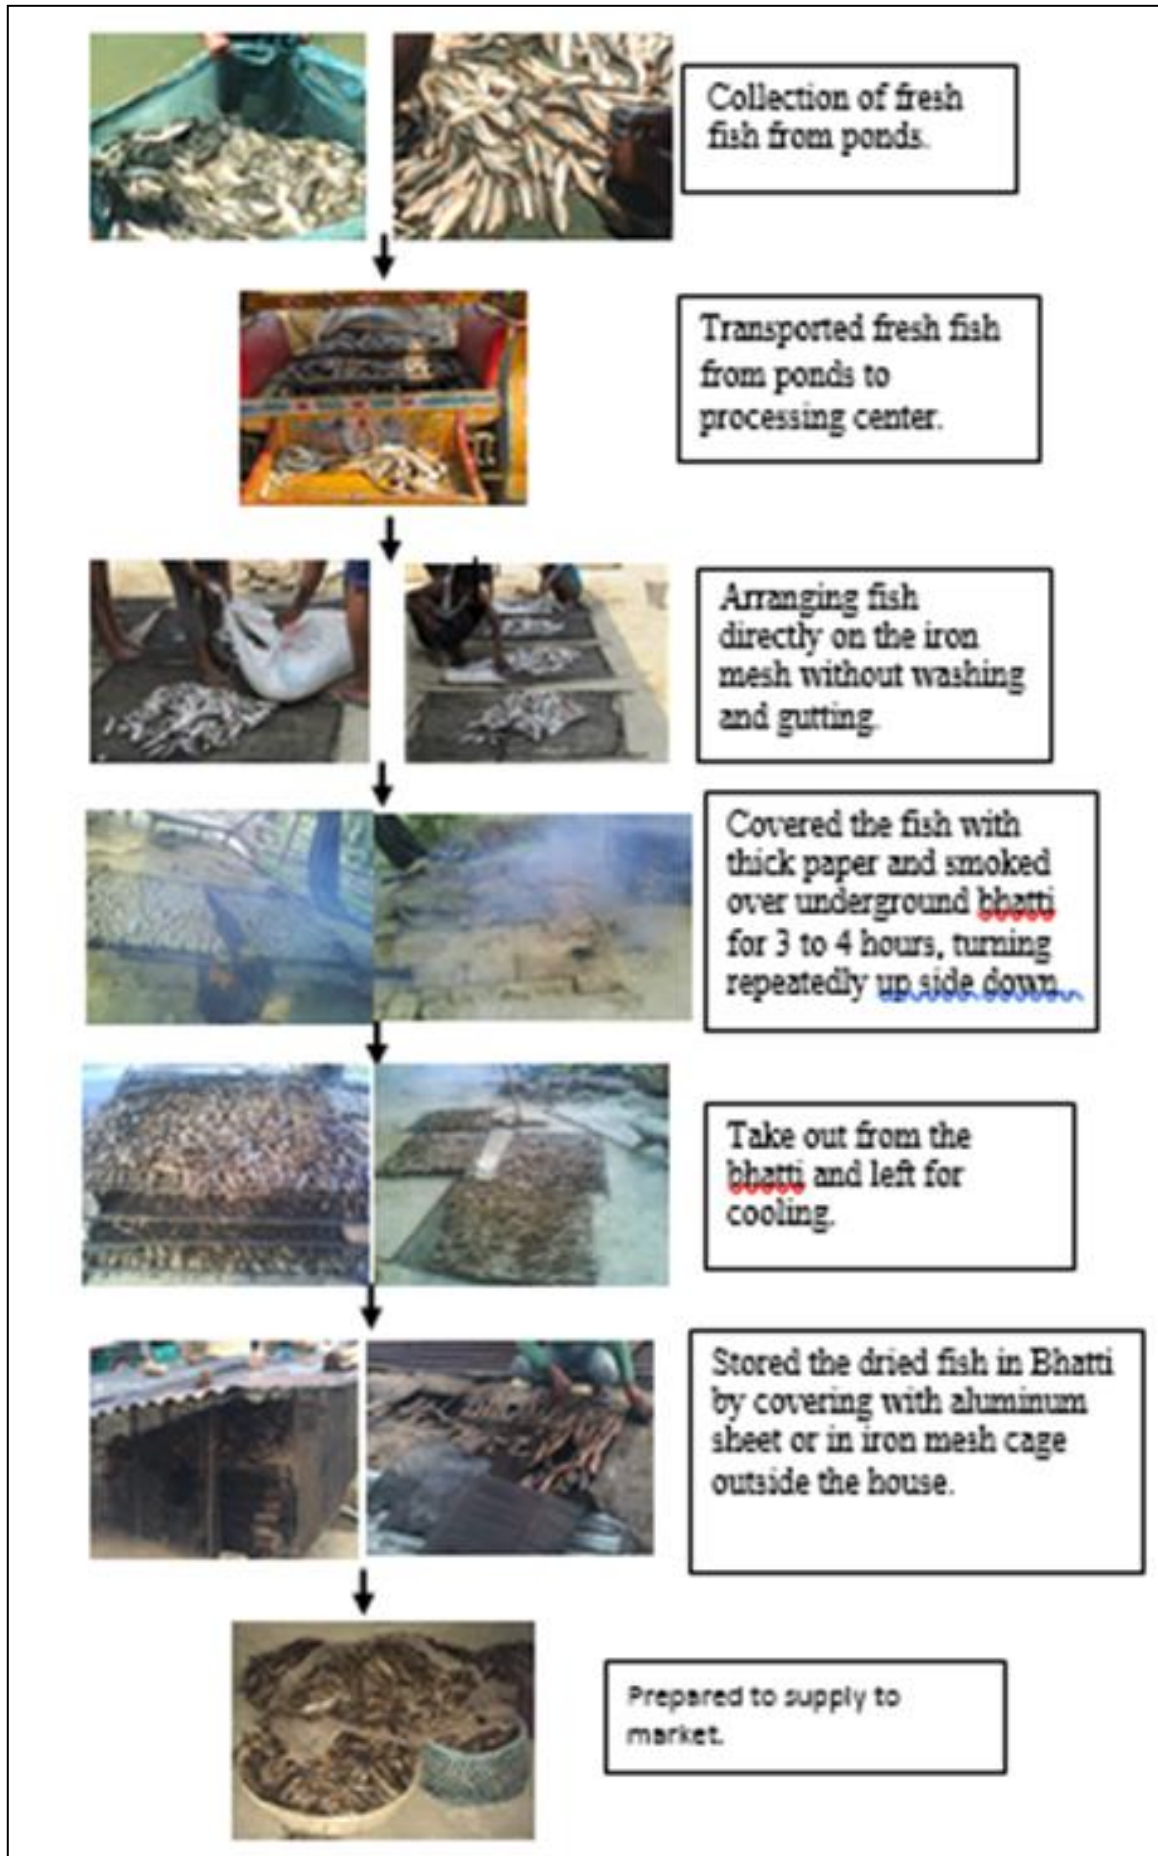 Collection of fresh
fish from ponds.
Transported fresh fish
from ponds to
processing center.
Arranging fish
directly on the iron
mesh without washing
and gutting.
Covered the fish with
thick paper and smoked
over underground bhatti
for 3 to 4 hours, turning
repeatedly up side down
Take out from the
bhatti and left for
cooling.
Stored the dried fish in Bhatti
by covering with aluminum
sheet or in iron mesh cage
outside the house.
Prepared to supply to
market.